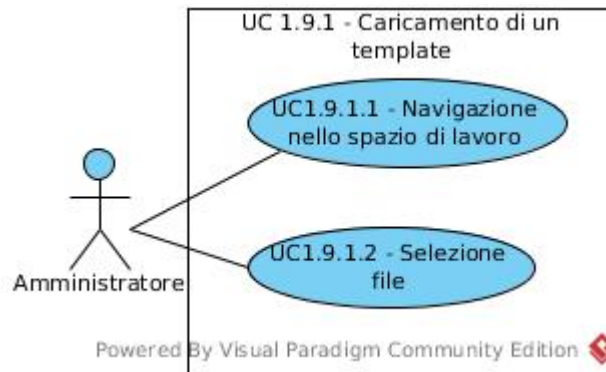 UC 1.9.1 - Caricamento di un
template
UC1.9.1.1 - Navigazione
nello spazio di lavoro
UC1.9.1.2 - Selezione
file
Amministratore
Powered By Visual Paradigm Community Edition